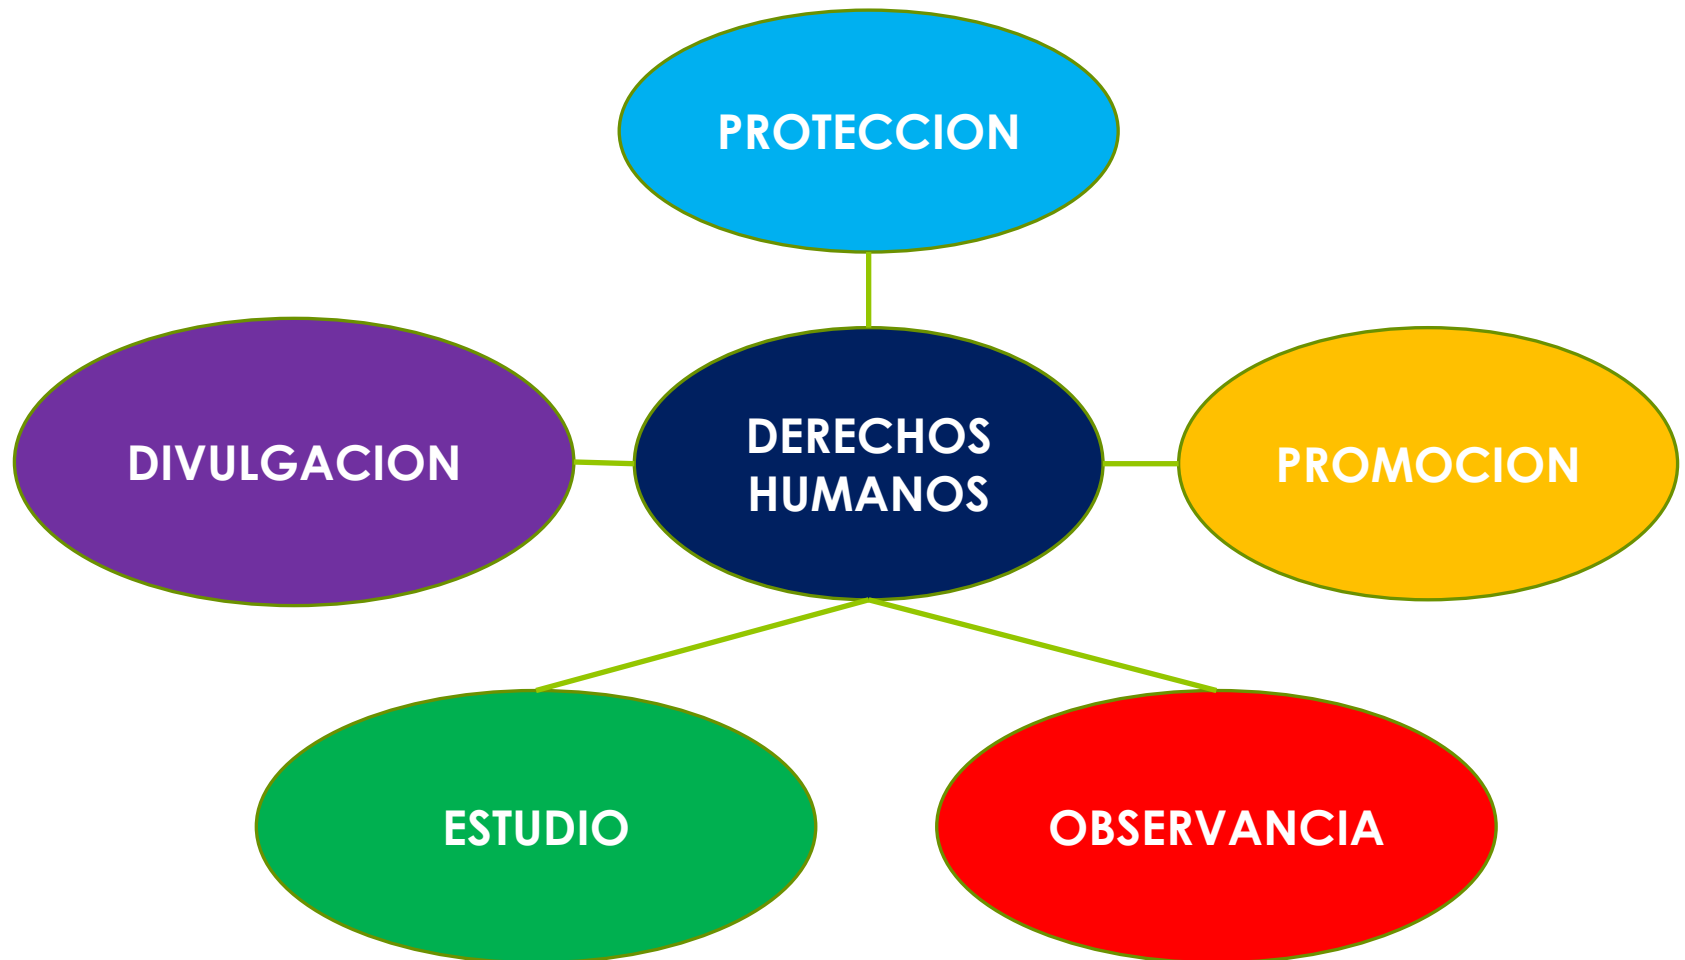 PROTECCION
DIVULGACION
DERECHOS
HUMANOS
PROMOCION
ESTUDIO
OBSERVANCIA